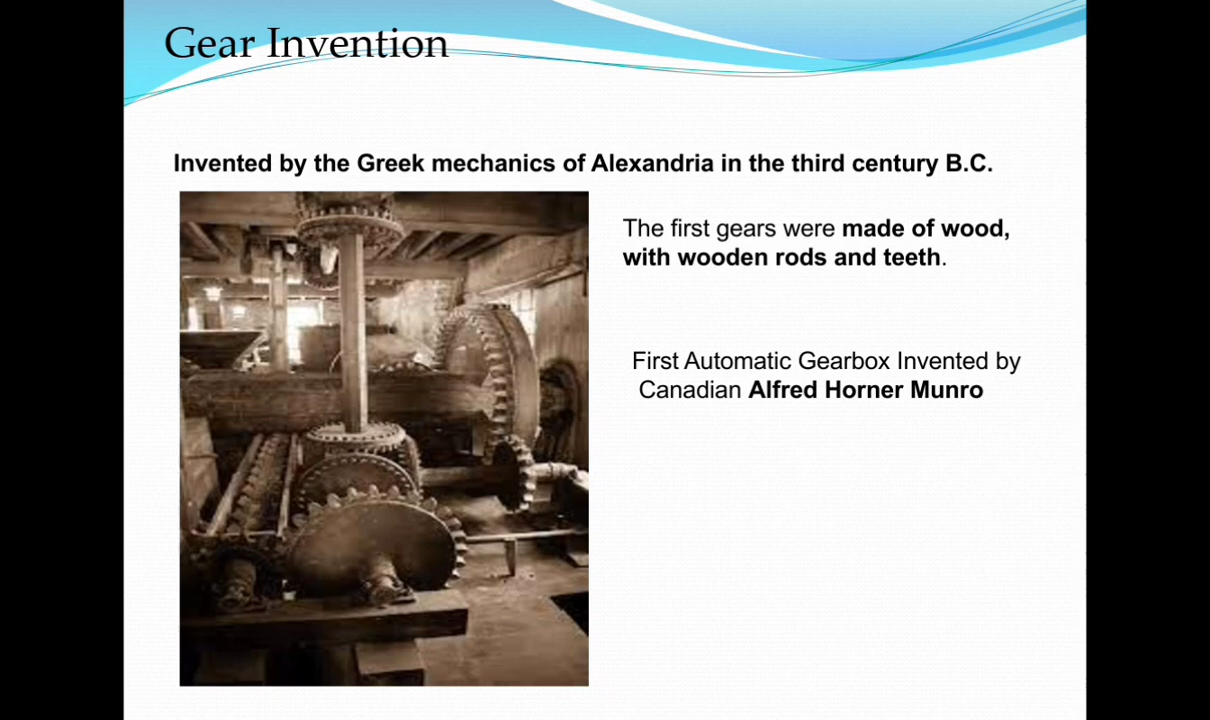 Gear Invention
Invented by the Greek mechanics of Alexandria in the third century B.C.
The first gears were made of wood,
with wooden rods and teeth.
First Automatic Gearbox Invented by
Canadian Alfred Horner Munro